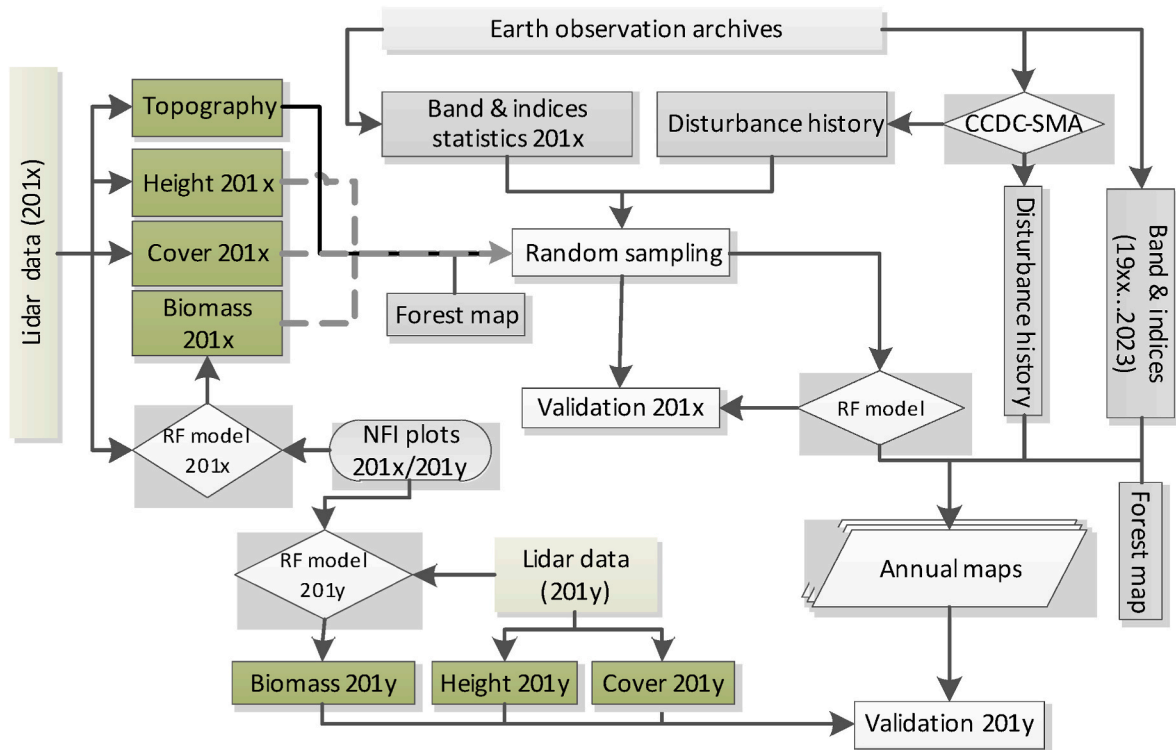 Earth observation archives
Lidar data (201x)
Topography
Band & indices
statistics 201x
Disturbance history
CCDC-SMA
Height 201x
Cover 201x
Biomass
201x
Random sampling
Forest map
Disturbance history
Band & indices
(19xx...2023)
Validation 201x
RF model
RF model
201x
NFI plots
201x/201y
Forest map
RF model
201y
Lidar data
(201y)
Annual maps
Biomass 201y
Height 201y
Cover 201y
Validation 201y